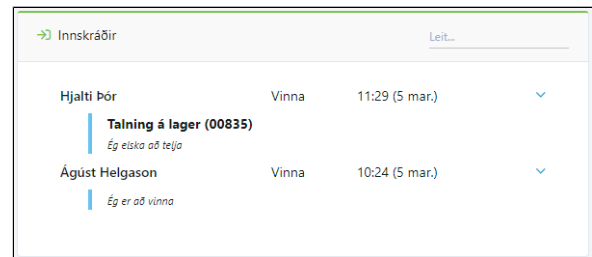 Innskráðir Leit...
Hjalti Þór Vinna 11:29 (5 mar.)
Talning á lager (00835)
Ég elska að telja
Ágúst Helgason Vinna 10:24 (5 mar.)
Ég er að vinna